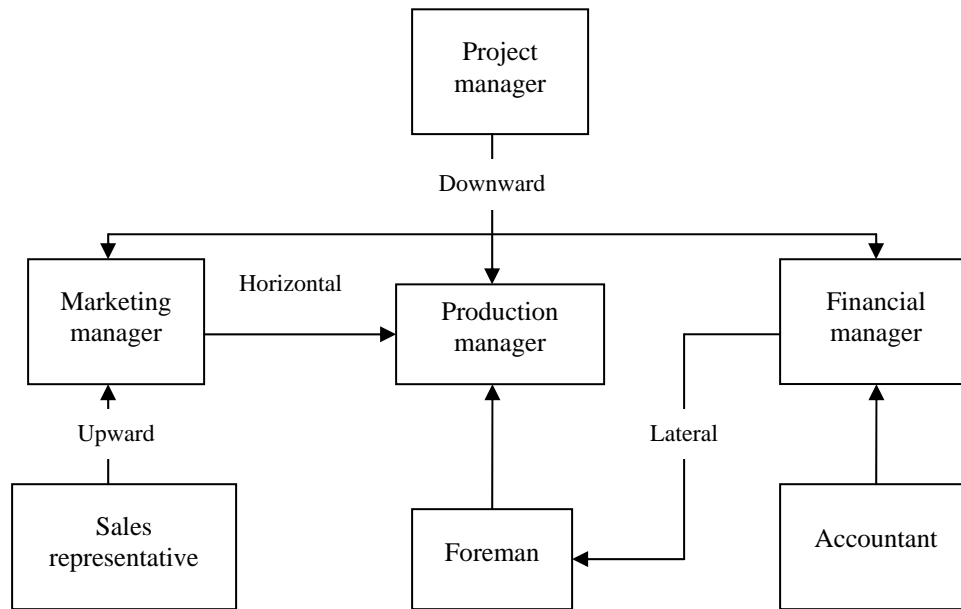 Project
manager
Downward
Marketing
manager
Horizontal
Production
manager
Financial
manager
Upward
Lateral
Sales
representative
Foreman
Accountant